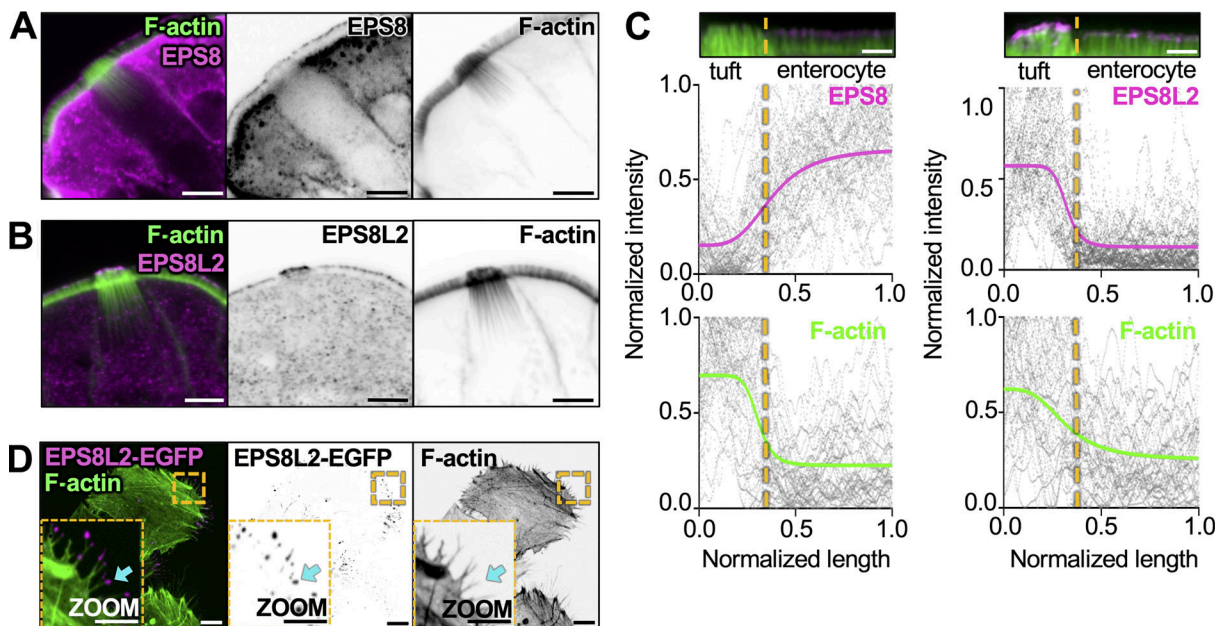 A
F-actin
EPS8
EPS8
F-actin
B
F-actin
EPS8L2
EPS8L2
F-actin
D
EPS8L2-EGFP
F-actin
ZOOM
EPS8L2-EGFP
ZOOM
F-actin
ZOOM
C
tuft
enterocyte
EPS8
Normalized intensity
1.0
0.5
0.0
0.0
0.5
1.0
F-actin
1.0
0.5
0.0
0.0
0.5
1.0
Normalized length
tuft
enterocyte
EPS8L2
Normalized intensity
1.0
0.5
0.0
0.0
0.5
1.0
F-actin
1.0
0.5
0.0
0.0
0.5
1.0
Normalized length